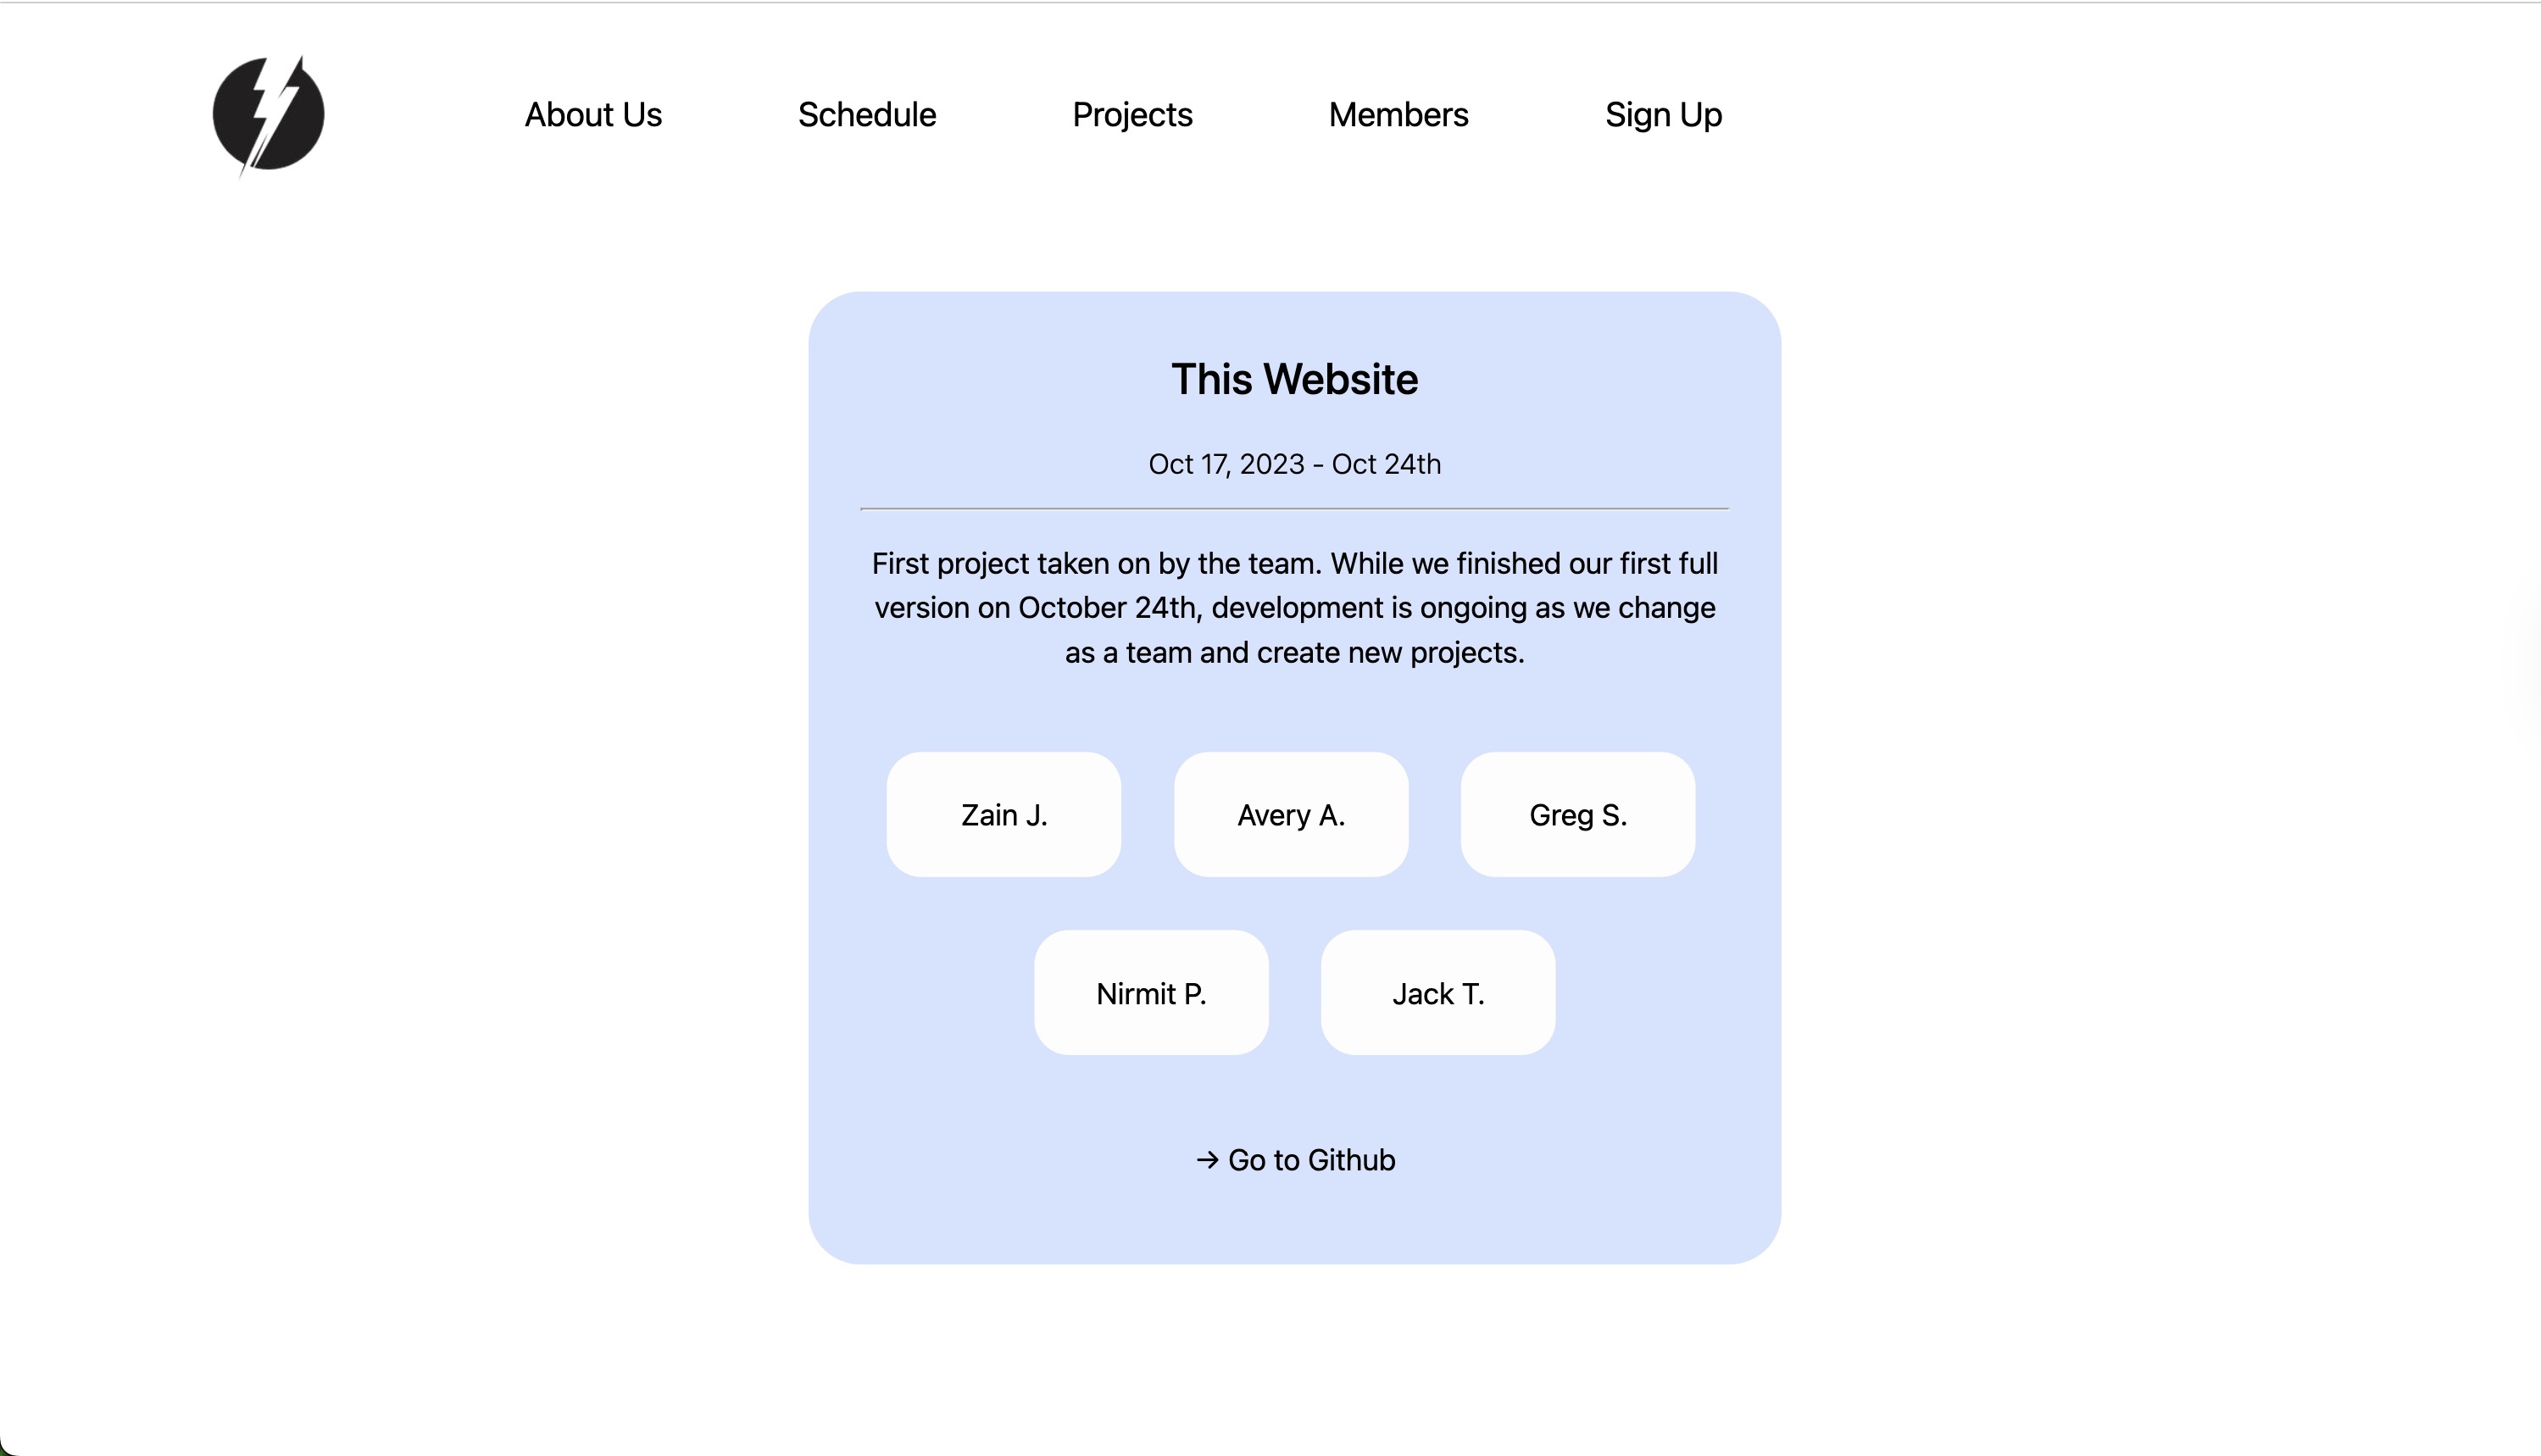 About Us Schedule Projects Members Sign Up
This Website
Oct 17, 2023 - Oct 24th
First project taken on by the team. While we finished our first full
version on October 24th, development is ongoing as we change
as a team and create new projects.
Zain J. Avery A. Greg S.
Nirmit P. Jack T.
→ Go to Github